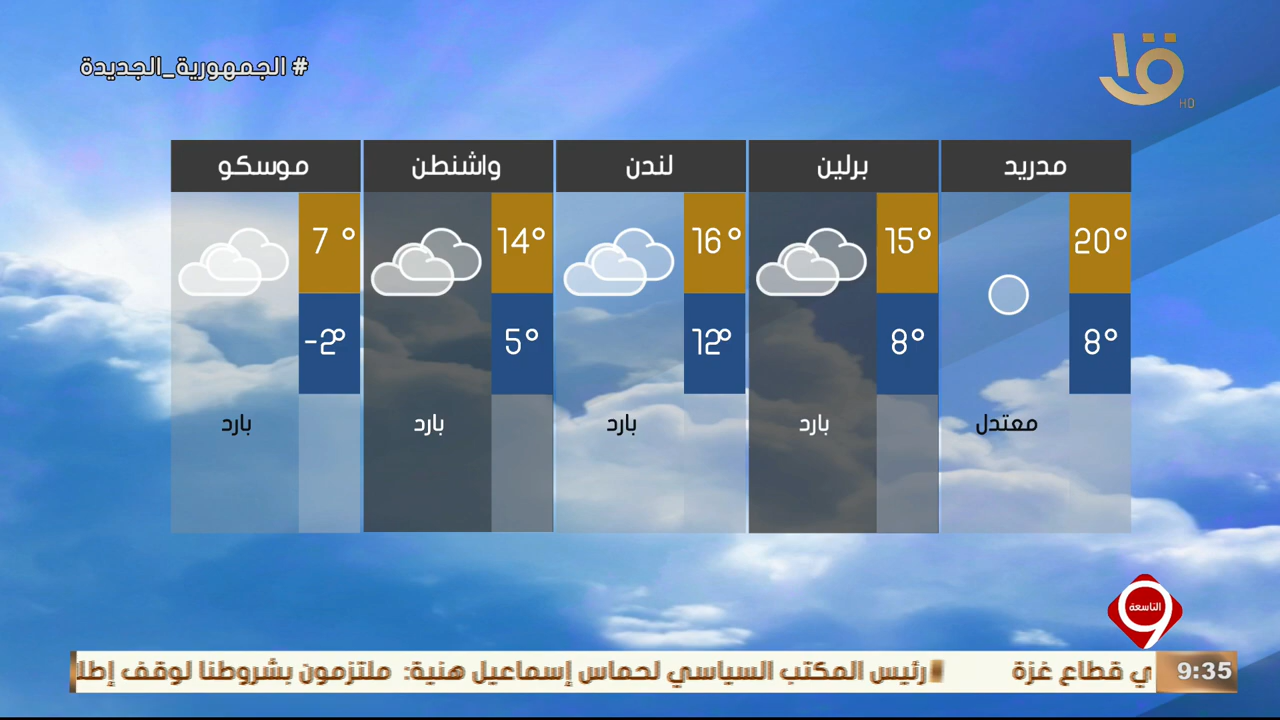 # الجمهورية_الجديدة
HD
مدريد
20°
8°
معتدل
برلين
15°
8°
بارد
لندن
16°
12°
بارد
واشنطن
14°
5°
بارد
موسكو
7 °
-2°
بارد
التاسعة
9
9:35
ي قطاع غزة
رئيس المكتب السياسي لحماس إسماعيل هنية: ملتزمون بشروطنا لوقف إطلا